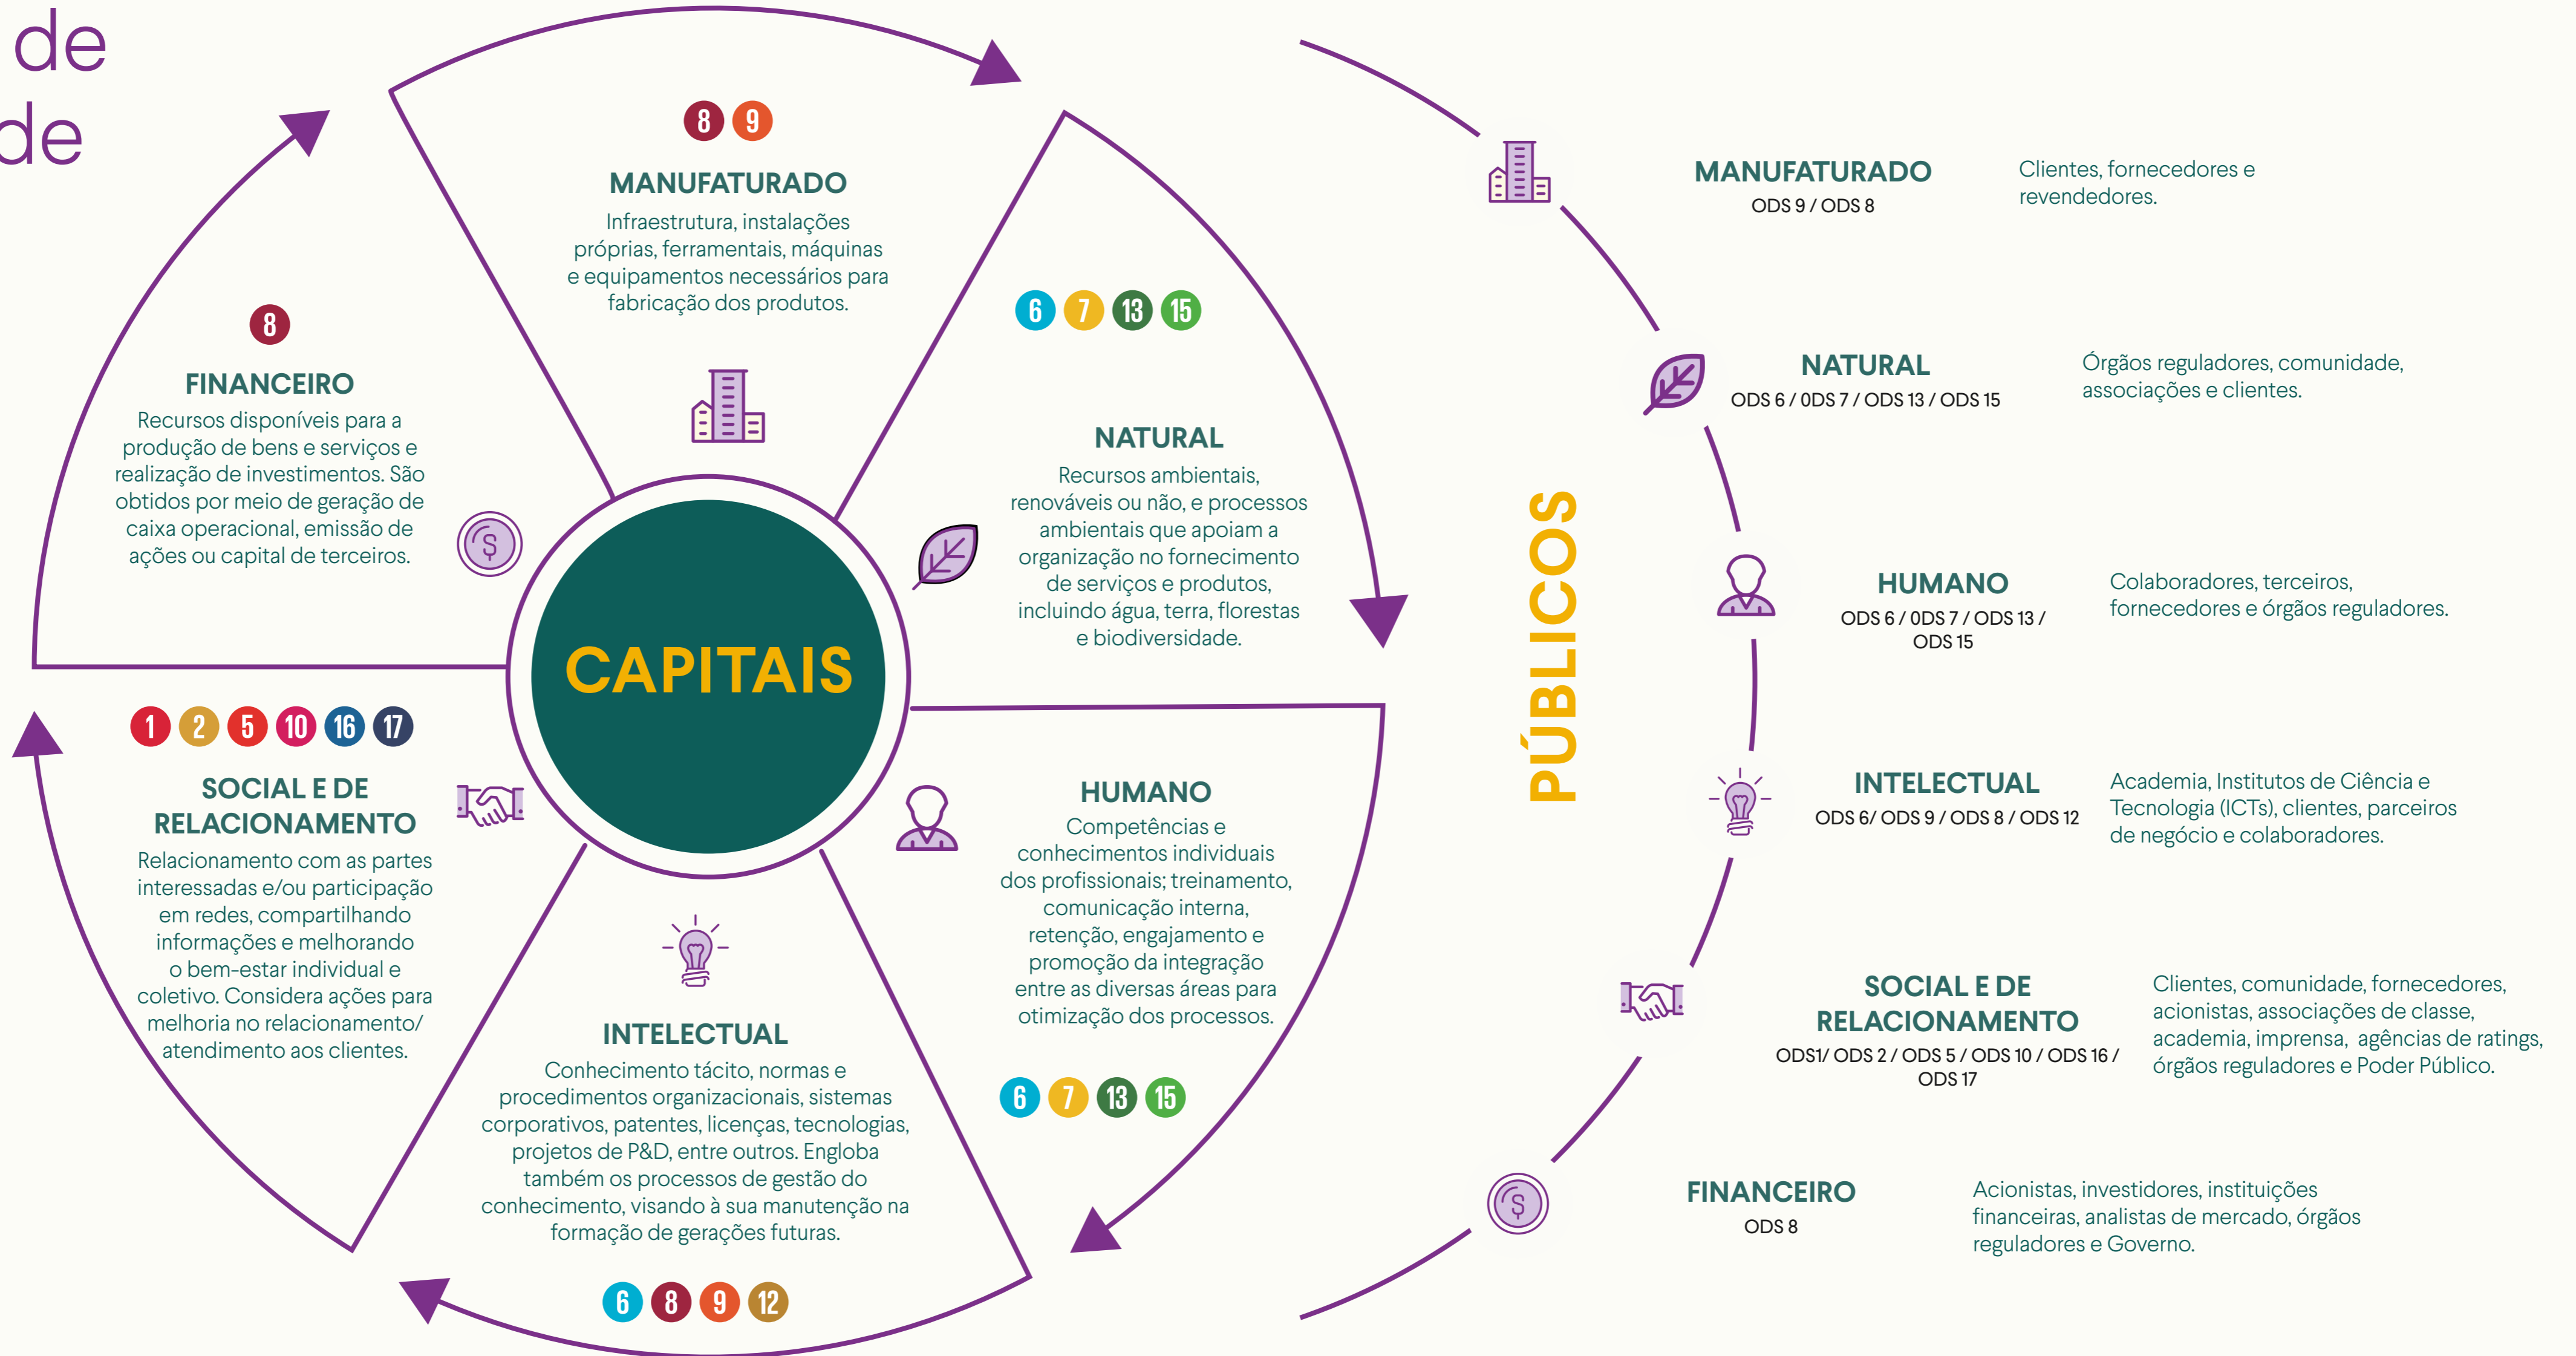 de
de
8 9
MANUFATURADO
Infraestrutura, instalações
próprias, ferramentais, máquinas
e equipamentos necessários para
fabricação dos produtos.
6 7 13 15
NATURAL
Recursos ambientais,
renováveis ou não, e processos
ambientais que apoiam a
organização no fornecimento
de serviços e produtos,
incluindo água, terra, florestas
e biodiversidade.
HUMANO
Competências e
conhecimentos individuais
dos profissionais; treinamento,
comunicação interna,
retenção, engajamento e
promoção da integração
entre as diversas áreas para
otimização dos processos.
6 7 13 15
INTELECTUAL
Conhecimento tácito, normas e
procedimentos organizacionais, sistemas
corporativos, patentes, licenças, tecnologias,
projetos de P&D, entre outros. Engloba
também os processos de gestão do
conhecimento, visando à sua manutenção na
formação de gerações futuras.
6 8 9 12
1 2 5 10 16 17
SOCIAL E DE
RELACIONAMENTO
Relacionamento com as partes
interessadas e/ou participação
em redes, compartilhando
informações e melhorando
o bem-estar individual e
coletivo. Considera ações para
melhoria no relacionamento/
atendimento aos clientes.
8
FINANCEIRO
Recursos disponíveis para a
produção de bens e serviços e
realização de investimentos. São
obtidos por meio de geração de
caixa operacional, emissão de
ações ou capital de terceiros.
$
CAPITAIS
PÚBLICOS
MANUFATURADO
ODS 9 / ODS 8
Clientes, fornecedores e
revendedores.
NATURAL
ODS 6 / 0DS 7 / ODS 13 / ODS 15
Órgãos reguladores, comunidade,
associações e clientes.
HUMANO
ODS 6 / 0DS 7 / ODS 13 /
ODS 15
Colaboradores, terceiros,
fornecedores e órgãos reguladores.
INTELECTUAL
ODS 6/ ODS 9 / ODS 8 / ODS 12
Academia, Institutos de Ciência e
Tecnologia (ICTs), clientes, parceiros
de negócio e colaboradores.
SOCIAL E DE
RELACIONAMENTO
ODS1/ ODS 2 / ODS 5 / ODS 10 / ODS 16 /
ODS 17
Clientes, comunidade, fornecedores,
acionistas, associações de classe,
academia, imprensa, agências de ratings,
órgãos reguladores e Poder Público.
$
FINANCEIRO
ODS 8
Acionistas, investidores, instituições
financeiras, analistas de mercado, órgãos
reguladores e Governo.